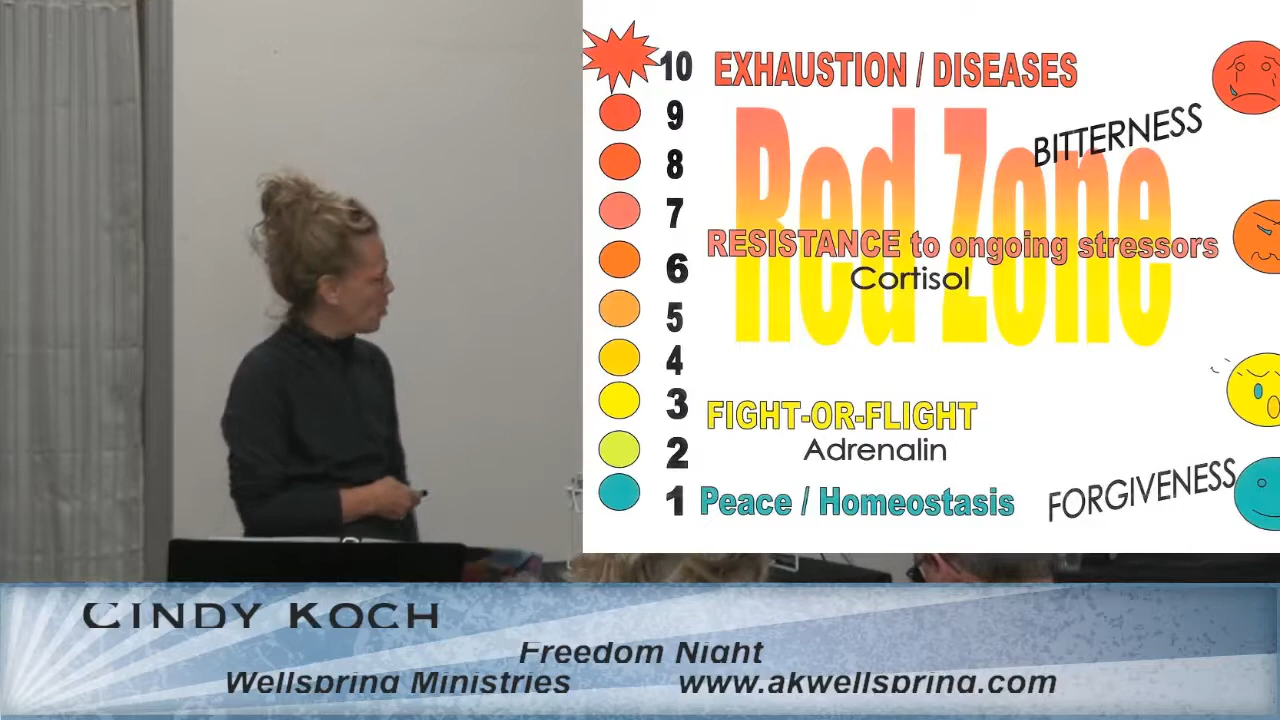 10 EXHAUSTION / DISEASES
9
BITTERNESS
8
Red Zone
7
RESISTANCE to ongoing stressors
6 Cortisol
5
4
3
FIGHT-OR-FLIGHT
2 Adrenalin
1 Peace / Homeostasis
FORGIVENESS
CINDY KOCH
Freedom Night
Wellspring Ministries www.akwellspring.com